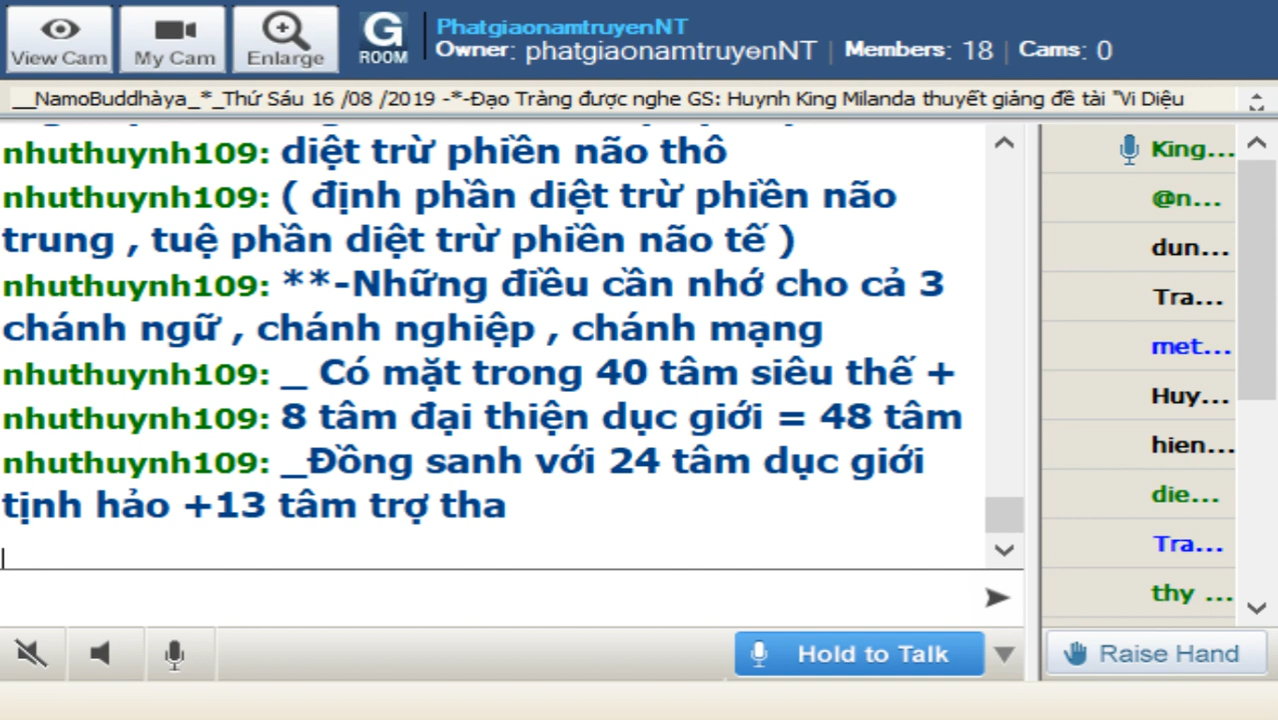 View Cam
My Cam
Enlarge
G
ROOM
PhatgiaonamtruyenNT
Owner: phatgiaonamtruyenNT | Members: 18 | Cams: 0
__NamoBuddhàya_*_Thứ Sáu 16 /08 /2019 -*-Đạo Tràng được nghe GS: Huynh King Milanda thuyết giảng đề tài "Vi Diệu
nhuthuynh109: diệt trừ phiền não thô
nhuthuynh109: ( định phần diệt trừ phiền não
trung , tuệ phần diệt trừ phiền não tế )
nhuthuynh109: **-Những điều cần nhớ cho cả 3
chánh ngữ , chánh nghiệp , chánh mạng
nhuthuynh109: _ Có mặt trong 40 tâm siêu thế +
nhuthuynh109: 8 tâm đại thiện dục giới = 48 tâm
nhuthuynh109: _Đồng sanh với 24 tâm dục giới
tịnh hảo +13 tâm trợ tha
King...
@n...
dun...
Tra...
met...
Huy...
hien...
die...
Tra...
thy ...
Hold to Talk
Raise Hand